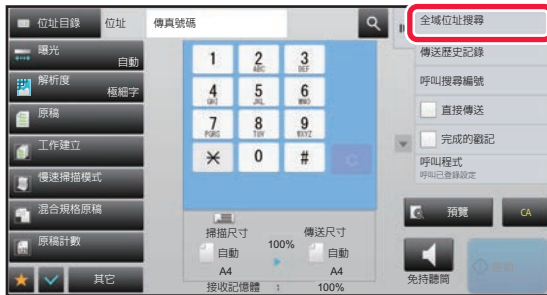 位址目錄
位址
傳真號碼
全域位址搜尋
曝光
自動
傳送歷史記錄
解析度
極細字
呼叫搜尋編號
原稿
直接傳送
工作建立
完成的戳記
慢速掃描模式
呼叫程式
呼叫已登錄設定
混合規格原稿
原稿計數
其它
1
2
ABC
3
DEF
4
GHI
5
JKL
6
MNO
7
PQRS
8
TUV
9
WXYZ
0
#
C
掃描尺寸
傳送尺寸
自動
100%
自動
A4
A4
接收記憶體 : 100%
預覽
CA
免持聽筒